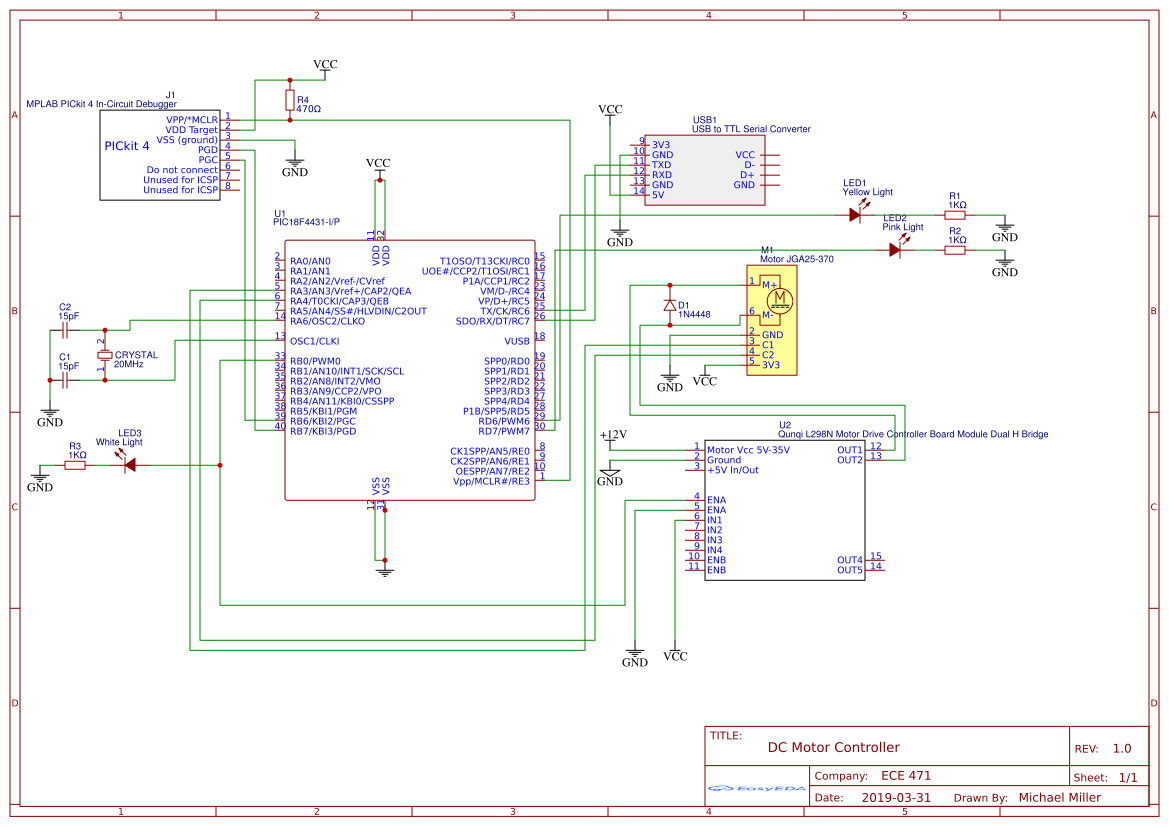 1 2 3 4 5
A A
B B
C C
D D
VCC
J1
MPLAB PICkit 4 In-Circuit Debugger
PICkit 4
VPP/*MCLR 1
VDD Target 2
VSS (ground) 3
PGD 4
PGC 5
Do not connect 6
Unused for ICSP 7
Unused for ICSP 8
R4
470Ω
GND
VCC
U1
PIC18F4431-I/P
11 32
VDD VDD
2 RA0/AN0
3 RA1/AN1
4 RA2/AN2/Vref-/CVref
5 RA3/AN3/Vref+/CAP2/QEA
6 RA4/T0CKI/CAP3/QEB
7 RA5/AN4/SS#/HLVDIN/C2OUT
14 RA6/OSC2/CLKO
13 OSC1/CLKI
33 RB0/PWM0
34 RB1/AN10/INT1/SCK/SCL
35 RB2/AN8/INT2/VMO
36 RB3/AN9/CCP2/VPO
37 RB4/AN11/KBI0/CSSPP
38 RB5/KBI1/PGM
39 RB6/KBI2/PGC
40 RB7/KBI3/PGD
T1OSO/T13CKI/RC0 15
UOE#/CCP2/T1OSI/RC1 16
P1A/CCP1/RC2 17
VM/D-/RC4 23
VP/D+/RC5 24
TX/CK/RC6 25
SDO/RX/DT/RC7 26
VUSB 18
SPP0/RD0 19
SPP1/RD1 20
SPP2/RD2 21
SPP3/RD3 22
SPP4/RD4 27
P1B/SPP5/RD5 28
RD6/PWM6 29
RD7/PWM7 30
CK1SPP/AN5/RE0 8
CK2SPP/AN6/RE1 9
OESPP/AN7/RE2 10
Vpp/MCLR#/RE3 1
VSS VSS
12 31
C2
15pF
C1
15pF
2
1
CRYSTAL
20MHz
GND
R3
1KΩ
LED3
White Light
GND
VCC
USB1
USB to TTL Serial Converter
9 3V3
10 GND
11 TXD
12 RXD
13 GND
14 5V
VCC
D-
D+
GND
GND
LED1
Yellow Light
R1
1KΩ
GND
LED2
Pink Light
R2
1KΩ
GND
M1
Motor JGA25-370
1 M+
M
6 M-
2 GND
3 C1
4 C2
5 3V3
D1
1N4448
GND
VCC
+12V
GND
U2
Qunqi L298N Motor Drive Controller Board Module Dual H Bridge
1 Motor Vcc 5V-35V
2 Ground
3 +5V In/Out
4 ENA
5 ENA
6 IN1
7 IN2
8 IN3
9 IN4
10 ENB
11 ENB
OUT1 12
OUT2 13
OUT4 15
OUT5 14
GND
VCC
TITLE:
DC Motor Controller
REV: 1.0
EasyEDA
Company: ECE 471
Sheet: 1/1
Date: 2019-03-31 Drawn By: Michael Miller
1 2 3 4 5